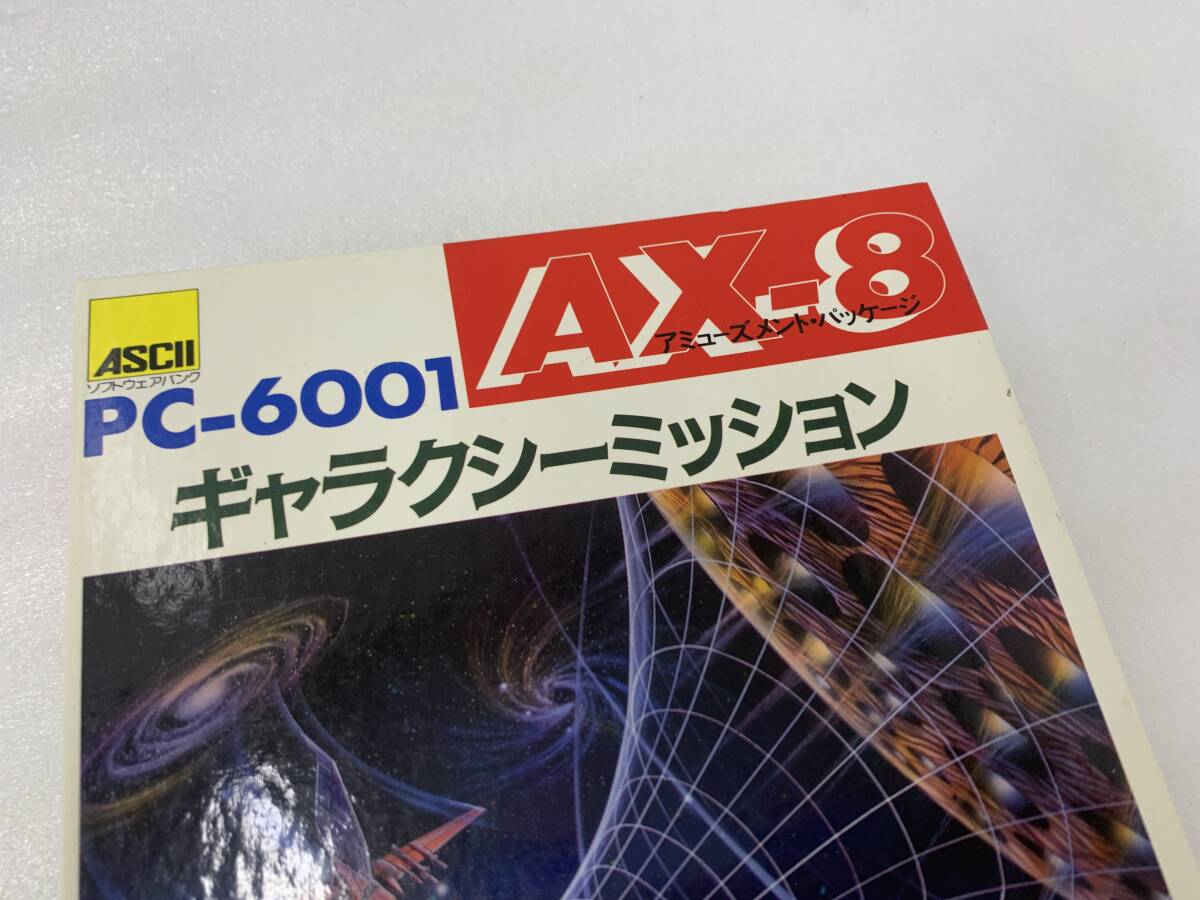 AX-8
アミューズメント・パッケージ
ASCII
ソフトウェアバンク
PC-6001
ギャラクシーミッション